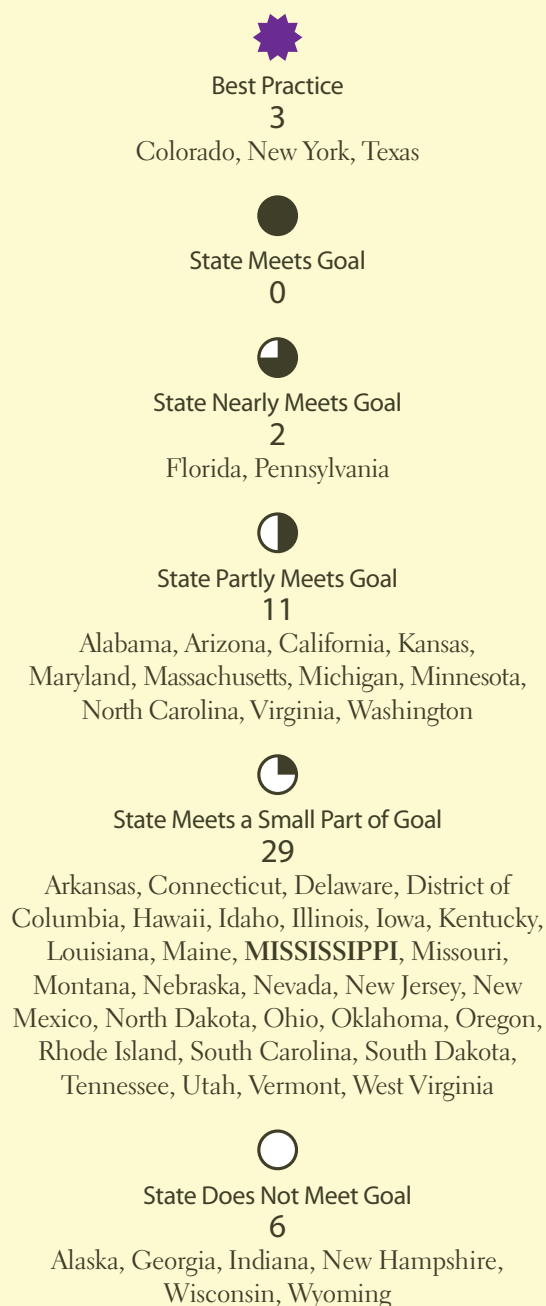 Best Practice
3
Colorado, New York, Texas
State Meets Goal
0
State Nearly Meets Goal
2
Florida, Pennsylvania
State Partly Meets Goal
11
Alabama, Arizona, California, Kansas,
Maryland, Massachusetts, Michigan, Minnesota,
North Carolina, Virginia, Washington
State Meets a Small Part of Goal
29
Arkansas, Connecticut, Delaware, District of
Columbia, Hawaii, Idaho, Illinois, Iowa, Kentucky,
Louisiana, Maine, MISSISSIPPI, Missouri,
Montana, Nebraska, Nevada, New Jersey, New
Mexico, North Dakota, Ohio, Oklahoma, Oregon,
Rhode Island, South Carolina, South Dakota,
Tennessee, Utah, Vermont, West Virginia
State Does Not Meet Goal
6
Alaska, Georgia, Indiana, New Hampshire,
Wisconsin, Wyoming